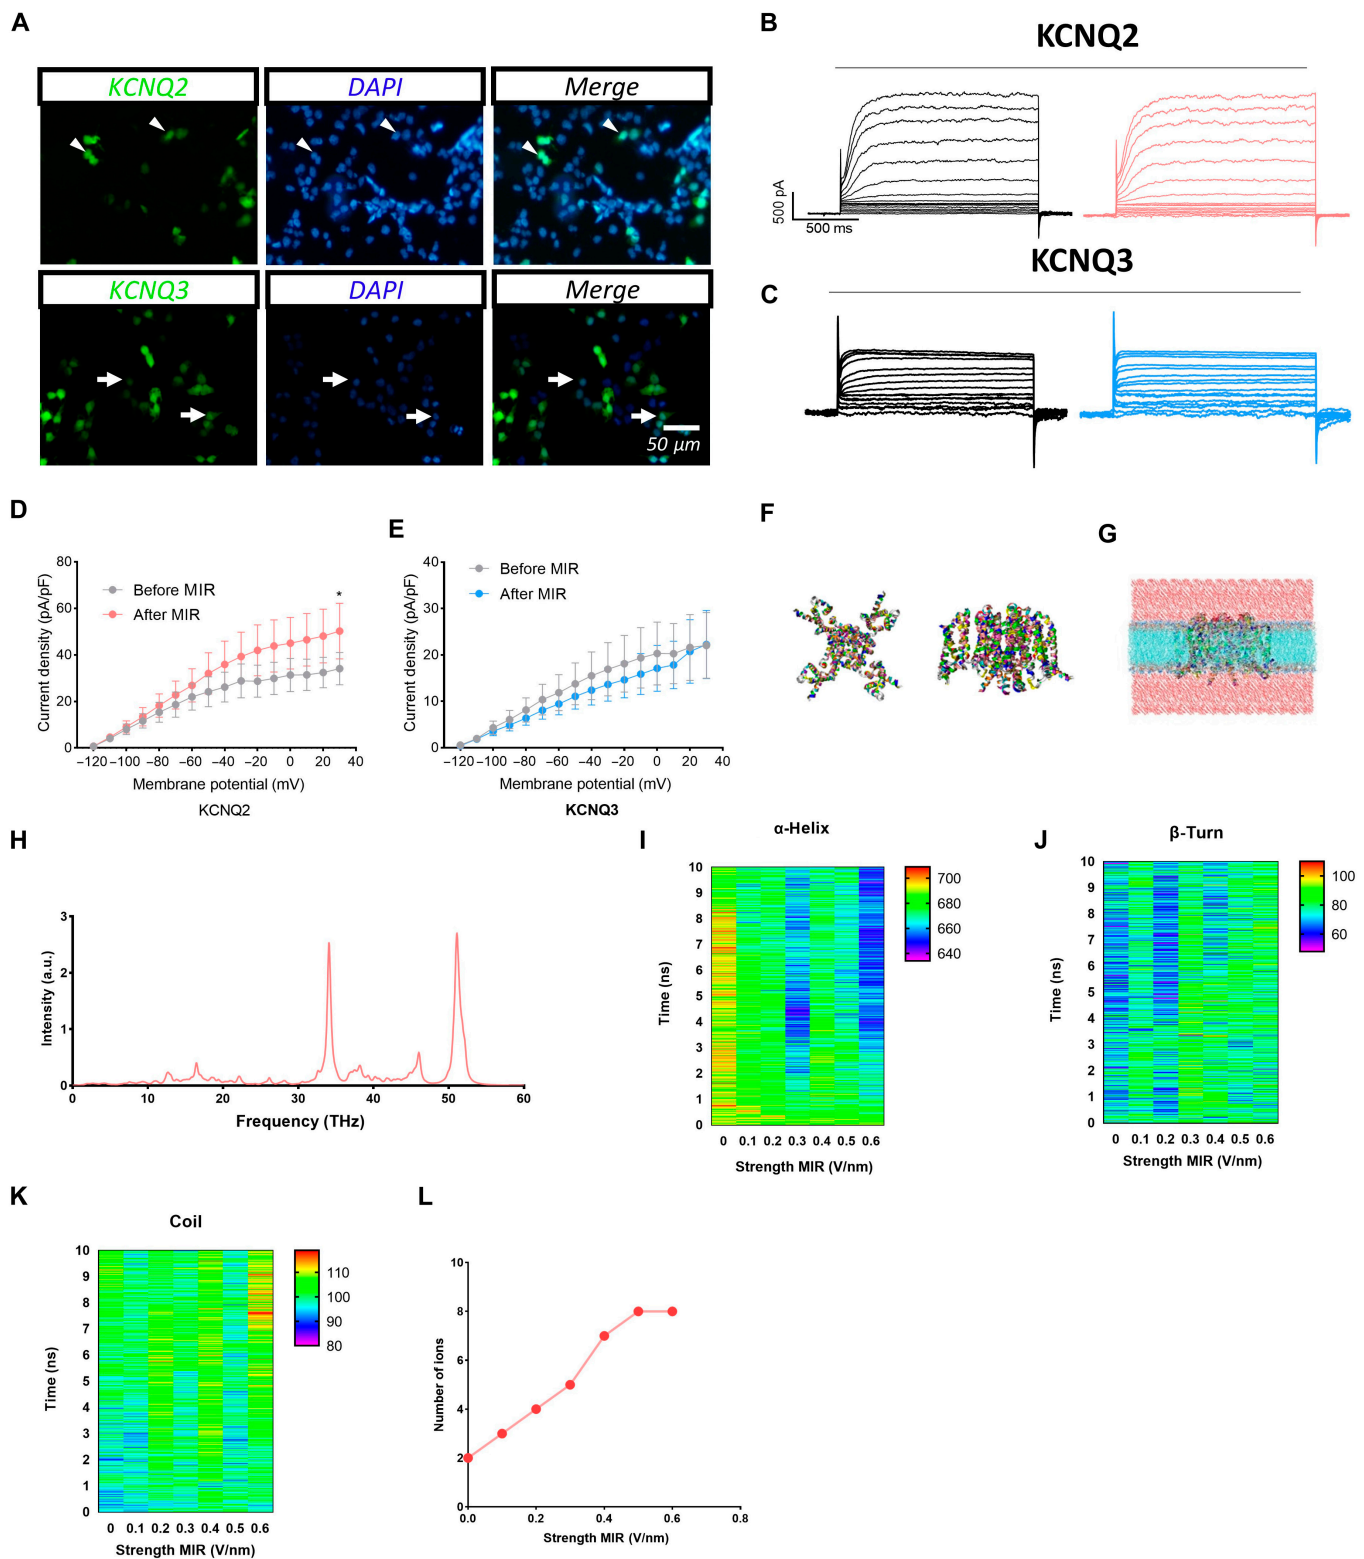 A
KCNQ2
DAPI
Merge
KCNQ3
DAPI
Merge
50 µm
B
KCNQ2
500 pA
500 ms
KCNQ3
C
D
Current density (pA/pF)
80
60
40
20
0
Before MIR
After MIR
*
−120 −100 −80 −60 −40 −20 0 20 40
Membrane potential (mV)
KCNQ2
E
Current density (pA/pF)
40
30
20
10
0
Before MIR
After MIR
−120 −100 −80 −60 −40 −20 0 20 40
Membrane potential (mV)
KCNQ3
F
G
H
Intensity (a.u.)
3
2
1
0
0 10 20 30 40 50 60
Frequency (THz)
I
α-Helix
Time (ns)
10
9
8
7
6
5
4
3
2
1
0
0 0.1 0.2 0.3 0.4 0.5 0.6
Strength MIR (V/nm)
700
680
660
640
J
β-Turn
Time (ns)
10
9
8
7
6
5
4
3
2
1
0
0 0.1 0.2 0.3 0.4 0.5 0.6
Strength MIR (V/nm)
100
80
60
K
Coil
Time (ns)
10
9
8
7
6
5
4
3
2
1
0
0 0.1 0.2 0.3 0.4 0.5 0.6
Strength MIR (V/nm)
110
100
90
80
L
Number of ions
10
8
6
4
2
0
0.0 0.2 0.4 0.6 0.8
Strength MIR (V/nm)